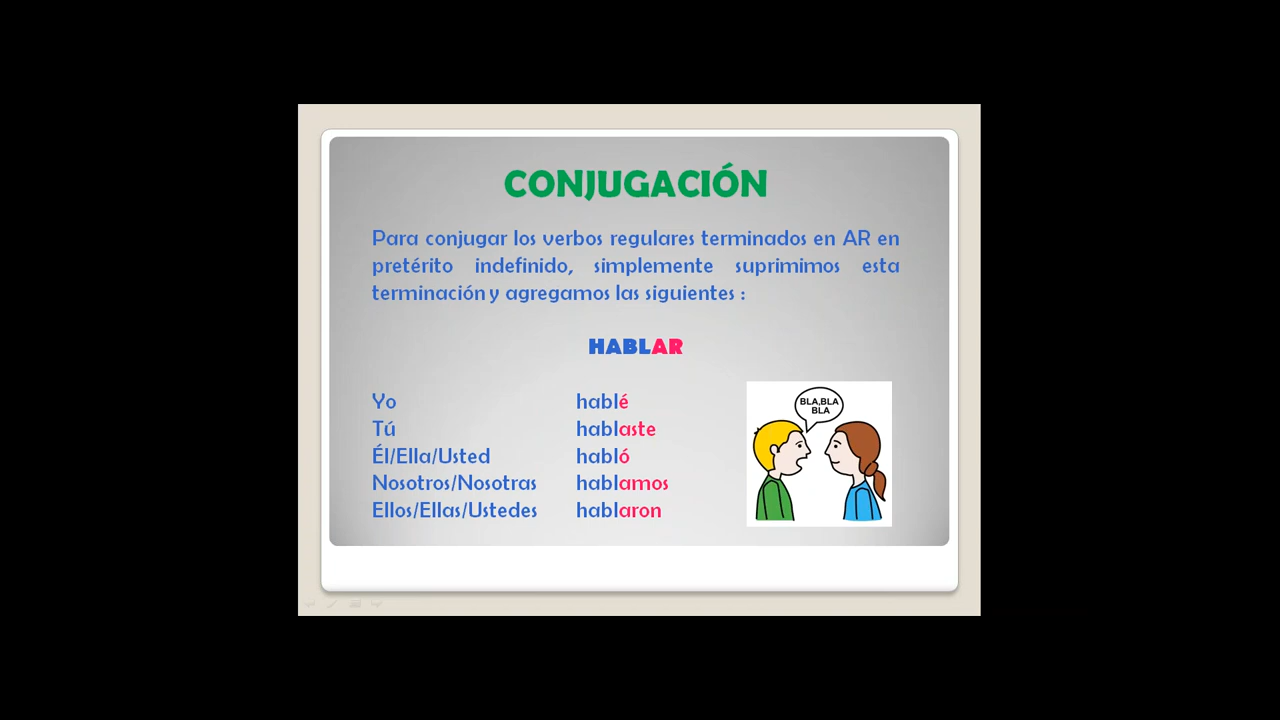 CONJUGACIÓN
Para conjugar los verbos regulares terminados en AR en
pretérito indefinido, simplemente suprimimos esta
terminación y agregamos las siguientes :
HABLAR
Yo hablé
Tú hablaste
Él/Ella/Usted habló
Nosotros/Nosotras hablamos
Ellos/Ellas/Ustedes hablaron
BLA,BLA
BLA